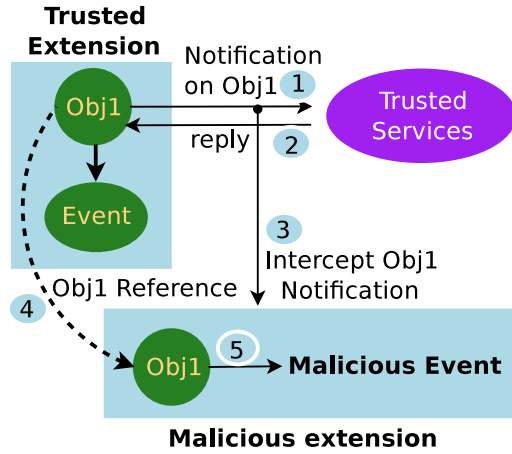 Trusted
Extension
Notification
on Obj1
1
Obj1
Trusted
Services
reply
2
Event
3
Intercept Obj1
Notification
Obj1 Reference
4
Obj1
5
Malicious Event
Malicious extension